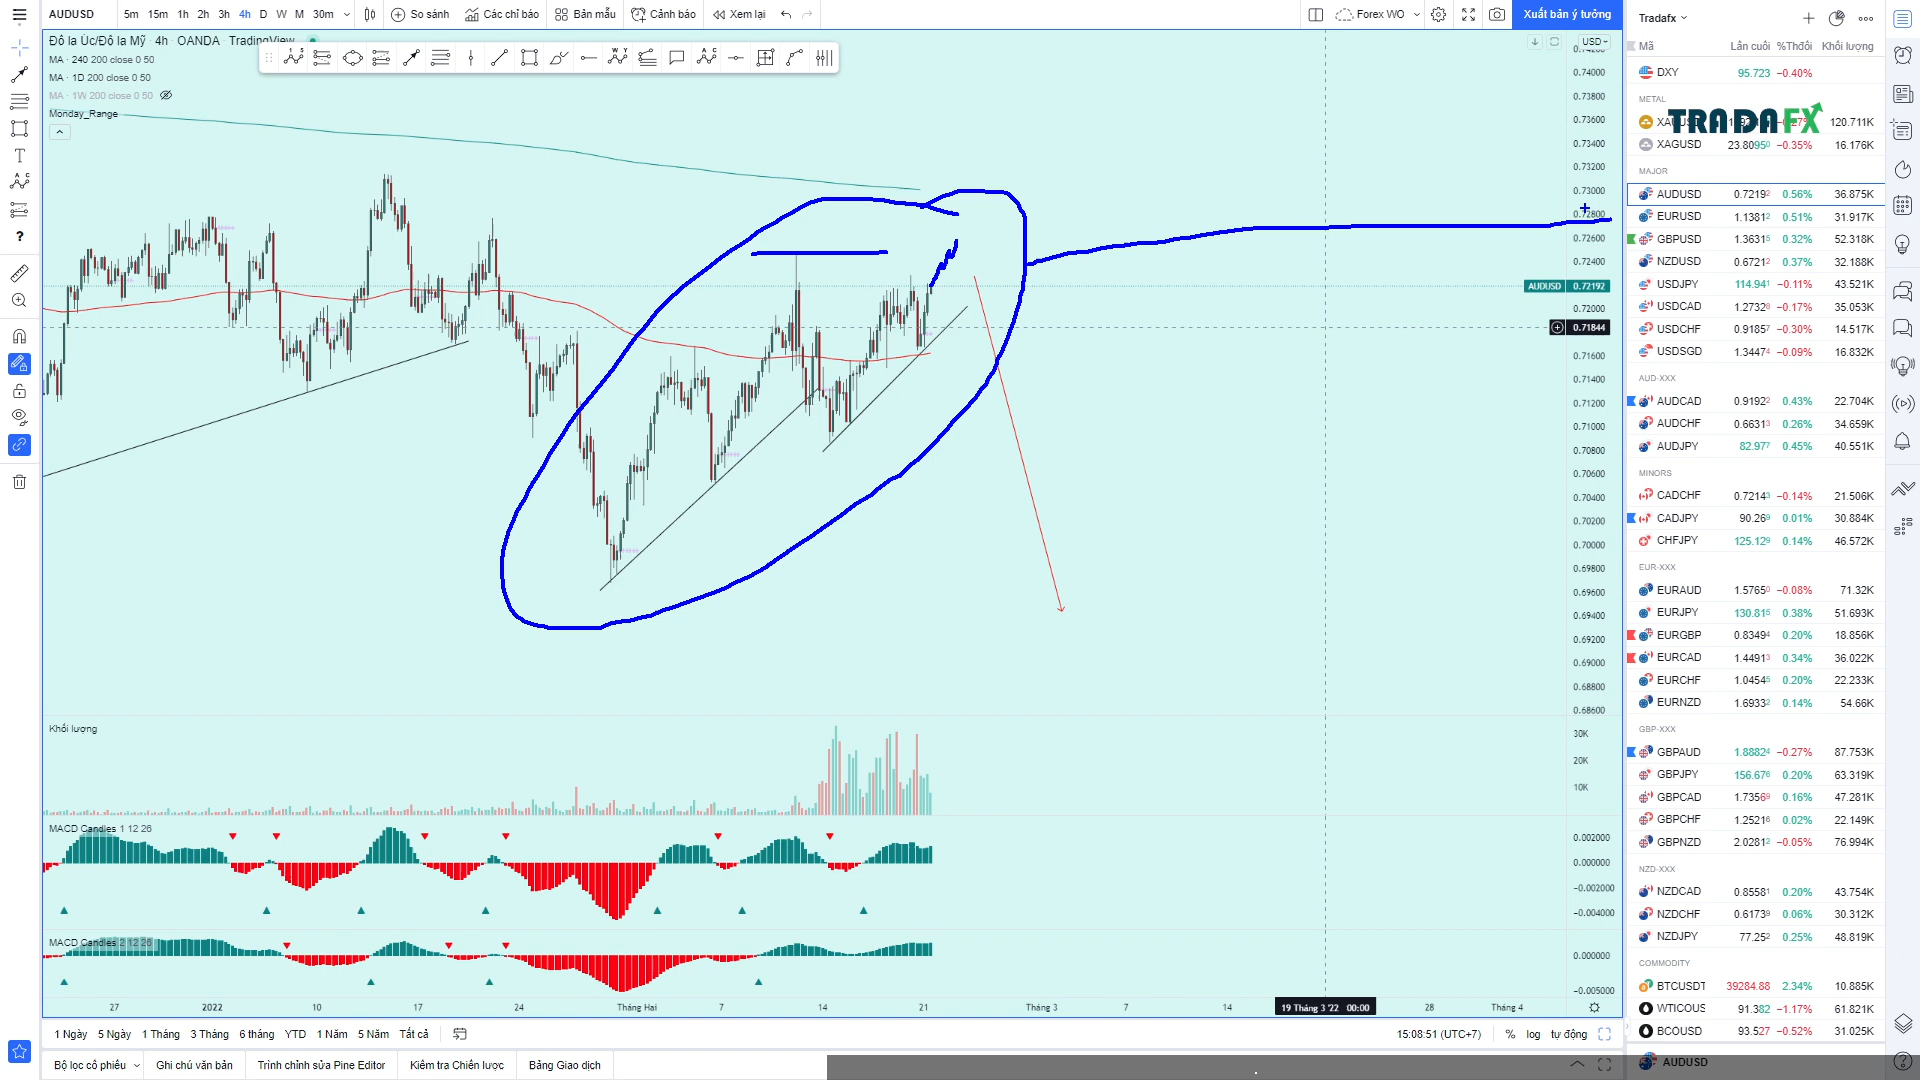 AUDUSD 5m 15m 1h 2h 3h 4h D W M 30m So sánh Các chỉ báo Bản mẫu Cảnh báo Xem lại Forex WO Xuất bản ý tưởng
Đô la Úc/Đô la Mỹ · 4h · OANDA · TradingView
MA · 240 200 close 0 50
MA · 1D 200 close 0 50
MA · 1W 200 close 0 50
Monday_Range
USD
0.74000
0.73800
0.73600
0.73400
0.73200
0.73000
0.72800
0.72600
0.72400
AUDUSD 0.72192
0.72000
0.71844
0.71600
0.71400
0.71200
0.71000
0.70800
0.70600
0.70400
0.70200
0.70000
0.69800
0.69600
0.69400
0.69200
0.69000
0.68800
0.68600
Khối lượng
30K
20K
10K
MACD Candles 1 12 26
0.002000
0.000000
−0.002000
−0.004000
MACD Candles 2 12 26
0.000000
−0.005000
27 2022 10 17 24 Tháng Hai 7 14 21 Tháng 3 7 14 19 Tháng 3 '22 00:00 28 Tháng 4
1 Ngày 5 Ngày 1 Tháng 3 Tháng 6 tháng YTD 1 Năm 5 Năm Tất cả 15:08:51 (UTC+7) % log tự động
Bộ lọc cổ phiếu Ghi chú văn bản Trình chỉnh sửa Pine Editor Kiểm tra Chiến lược Bảng Giao dịch
Tradafx
Mã Lần cuối %Thđổi Khối lượng
DXY 95.723 −0.40%
METAL
TRADAFX
120.711K
XAGUSD 23.8095⁰ −0.35% 16.176K
MAJOR
AUDUSD 0.7219² 0.56% 36.875K
EURUSD 1.1381² 0.51% 31.917K
GBPUSD 1.3631⁵ 0.32% 52.318K
NZDUSD 0.6721² 0.37% 32.188K
USDJPY 114.94¹ −0.11% 43.521K
USDCAD 1.2732⁸ −0.17% 35.053K
USDCHF 0.9185⁷ −0.30% 14.517K
USDSGD 1.3447⁴ −0.09% 16.832K
AUD-XXX
AUDCAD 0.9192² 0.43% 22.704K
AUDCHF 0.6631³ 0.26% 34.659K
AUDJPY 82.97⁷ 0.45% 40.551K
MINORS
CADCHF 0.7214³ −0.14% 21.506K
CADJPY 90.26⁹ 0.01% 30.884K
CHFJPY 125.12⁹ 0.14% 46.572K
EUR-XXX
EURAUD 1.5765⁰ −0.08% 71.32K
EURJPY 130.81⁵ 0.38% 51.693K
EURGBP 0.8349⁴ 0.20% 18.856K
EURCAD 1.4491³ 0.34% 36.022K
EURCHF 1.0454⁵ 0.20% 22.233K
EURNZD 1.6933² 0.14% 54.66K
GBP-XXX
GBPAUD 1.8882⁴ −0.27% 87.753K
GBPJPY 156.67⁶ 0.20% 63.319K
GBPCAD 1.7356⁹ 0.16% 47.281K
GBPCHF 1.2521⁶ 0.02% 22.149K
GBPNZD 2.0281² −0.05% 76.994K
NZD-XXX
NZDCAD 0.8558¹ 0.20% 43.754K
NZDCHF 0.6173⁹ 0.06% 30.312K
NZDJPY 77.25² 0.25% 48.819K
COMMODITY
BTCUSDT 39284.88 2.34% 10.885K
WTICOUS 91.382 −1.17% 61.821K
BCOUSD 93.527 −0.52% 31.025K
AUDUSD